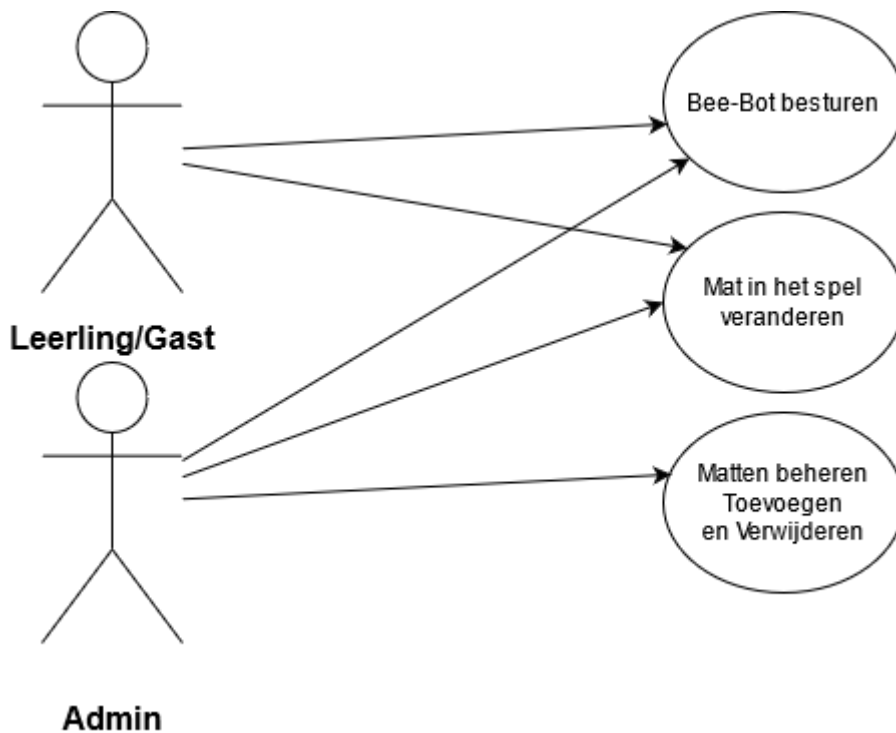 Bee-Bot besturen
Mat in het spel
veranderen
Leerling/Gast
Matten beheren
Toevoegen
en Verwijderen
Admin